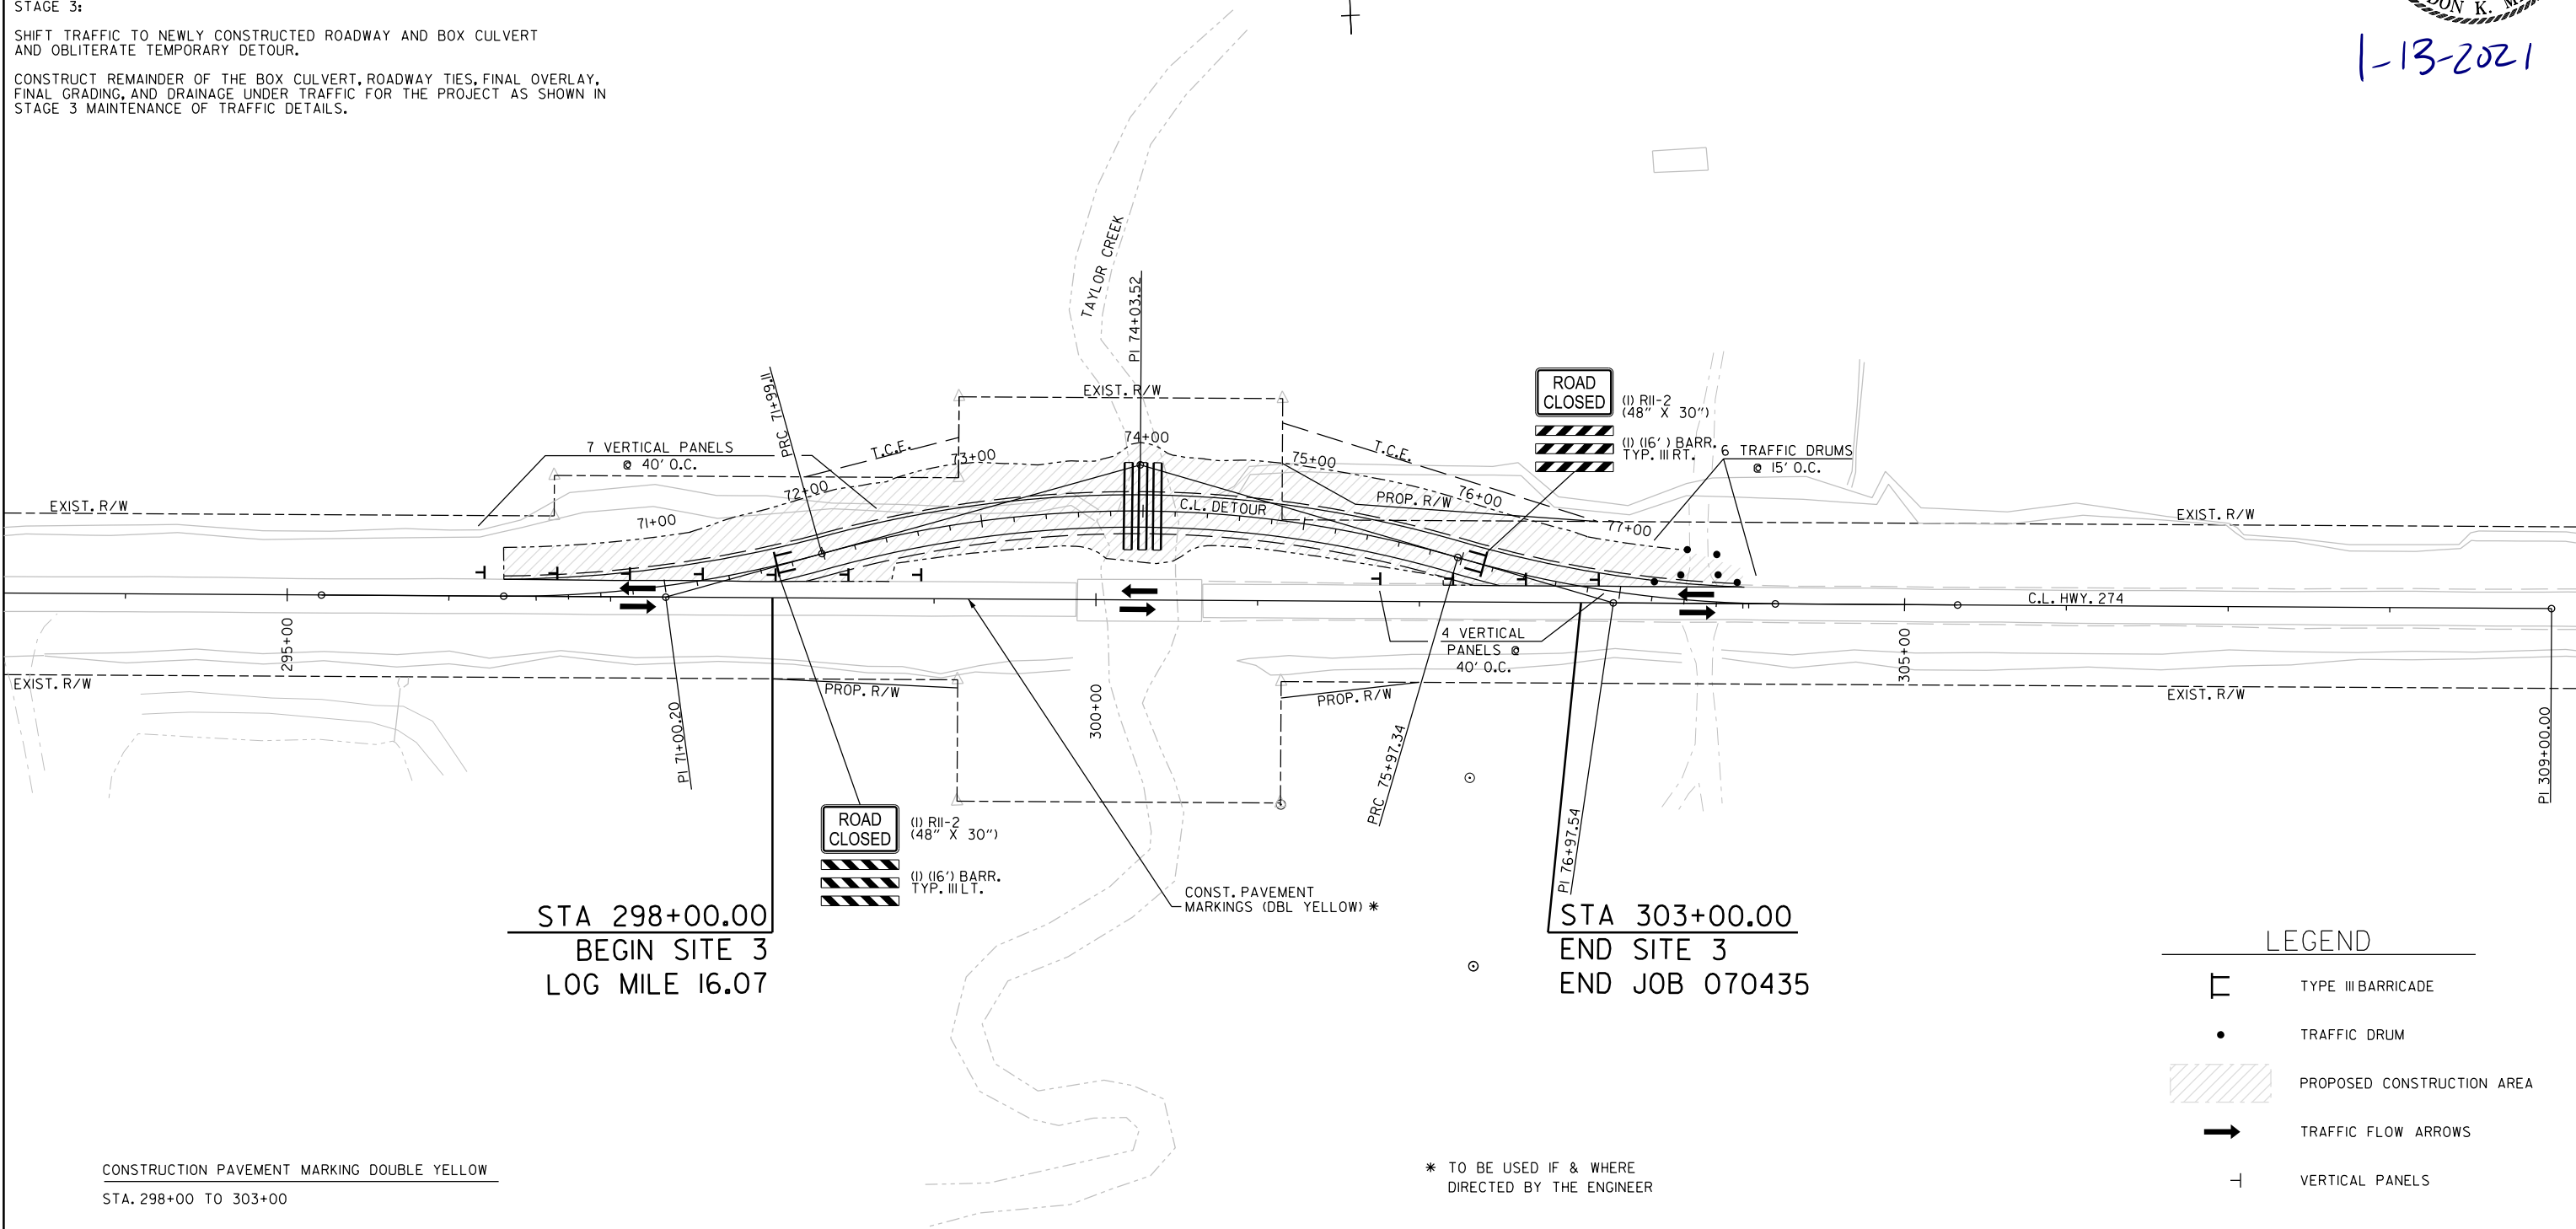 STAGE 3:
SHIFT TRAFFIC TO NEWLY CONSTRUCTED ROADWAY AND BOX CULVERT
AND OBLITERATE TEMPORARY DETOUR.
CONSTRUCT REMAINDER OF THE BOX CULVERT, ROADWAY TIES, FINAL OVERLAY,
FINAL GRADING, AND DRAINAGE UNDER TRAFFIC FOR THE PROJECT AS SHOWN IN
STAGE 3 MAINTENANCE OF TRAFFIC DETAILS.
K.
1-13-2021
TAYLOR CREEK
PI 74+03.52
EXIST. R/W
PRC 71+99.11
7 VERTICAL PANELS
@ 40' O.C.
T.C.E.
73+00
74+00
75+00
T.C.E.
ROAD
CLOSED
(1) R11-2
(48" X 30")
(1) (16') BARR.
TYP. III RT.
6 TRAFFIC DRUMS
@ 15' O.C.
EXIST. R/W
71+00
72+00
C.L. DETOUR
PROP. R/W
76+00
77+00
EXIST. R/W
295+00
C.L. HWY. 274
305+00
4 VERTICAL
PANELS @
40' O.C.
EXIST. R/W
PROP. R/W
300+00
PROP. R/W
EXIST. R/W
PI 71+00.20
PRC 75+97.34
PI 76+97.54
PI 309+00.00
ROAD
CLOSED
(1) R11-2
(48" X 30")
(1) (16') BARR.
TYP. III LT.
CONST. PAVEMENT
MARKINGS (DBL YELLOW) *
STA 298+00.00
BEGIN SITE 3
LOG MILE 16.07
STA 303+00.00
END SITE 3
END JOB 070435
LEGEND
TYPE III BARRICADE
TRAFFIC DRUM
PROPOSED CONSTRUCTION AREA
TRAFFIC FLOW ARROWS
VERTICAL PANELS
CONSTRUCTION PAVEMENT MARKING DOUBLE YELLOW
STA. 298+00 TO 303+00
* TO BE USED IF & WHERE
DIRECTED BY THE ENGINEER